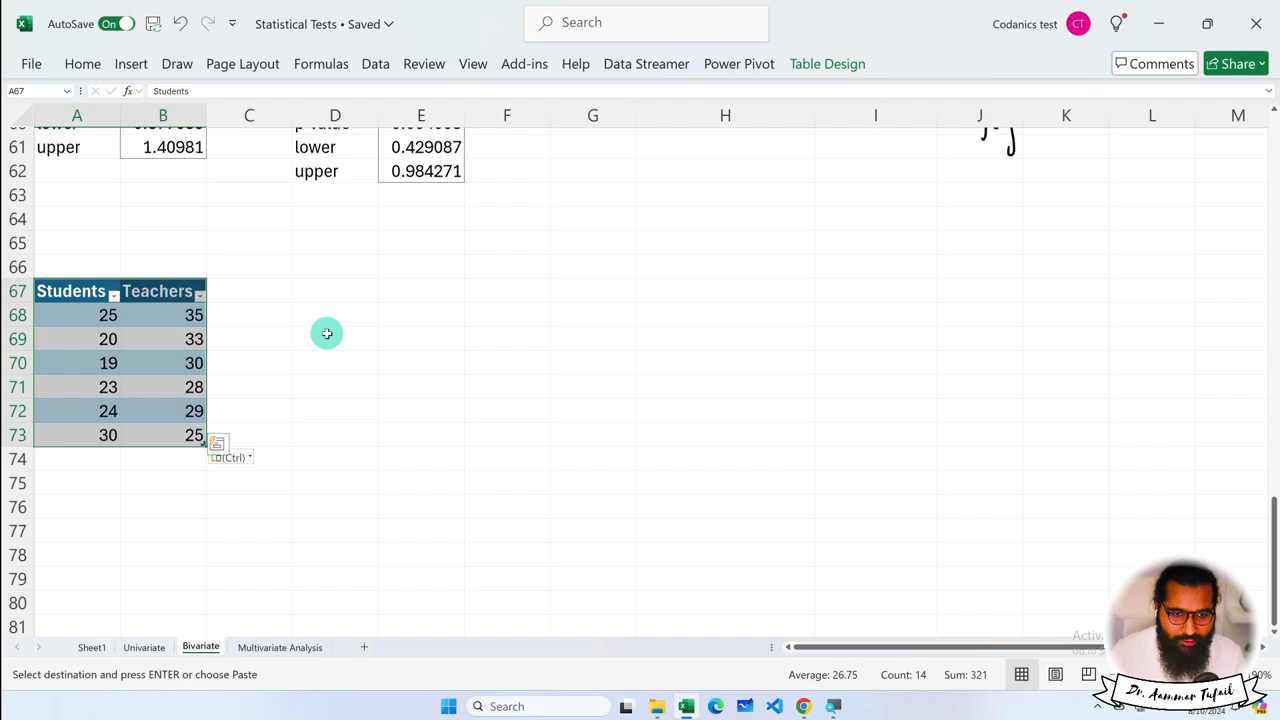 AutoSave On Statistical Tests • Saved Search Codanics test CT
File Home Insert Draw Page Layout Formulas Data Review View Add-ins Help Data Streamer Power Pivot Table Design Comments Share
A67 fx Students
A B C D E F G H I J K L M
61 upper 1.40981 lower 0.429087
62 upper 0.984271
63
64
65
66
67 Students Teachers
68 25 35
69 20 33
70 19 30
71 23 28
72 24 29
73 30 25
74 (Ctrl)
75
76
77
78
79
80
81
Sheet1 Univariate Bivariate Multivariate Analysis
Select destination and press ENTER or choose Paste Average: 26.75 Count: 14 Sum: 321
Dr. Aammar Tufail
Search 8/10/2024